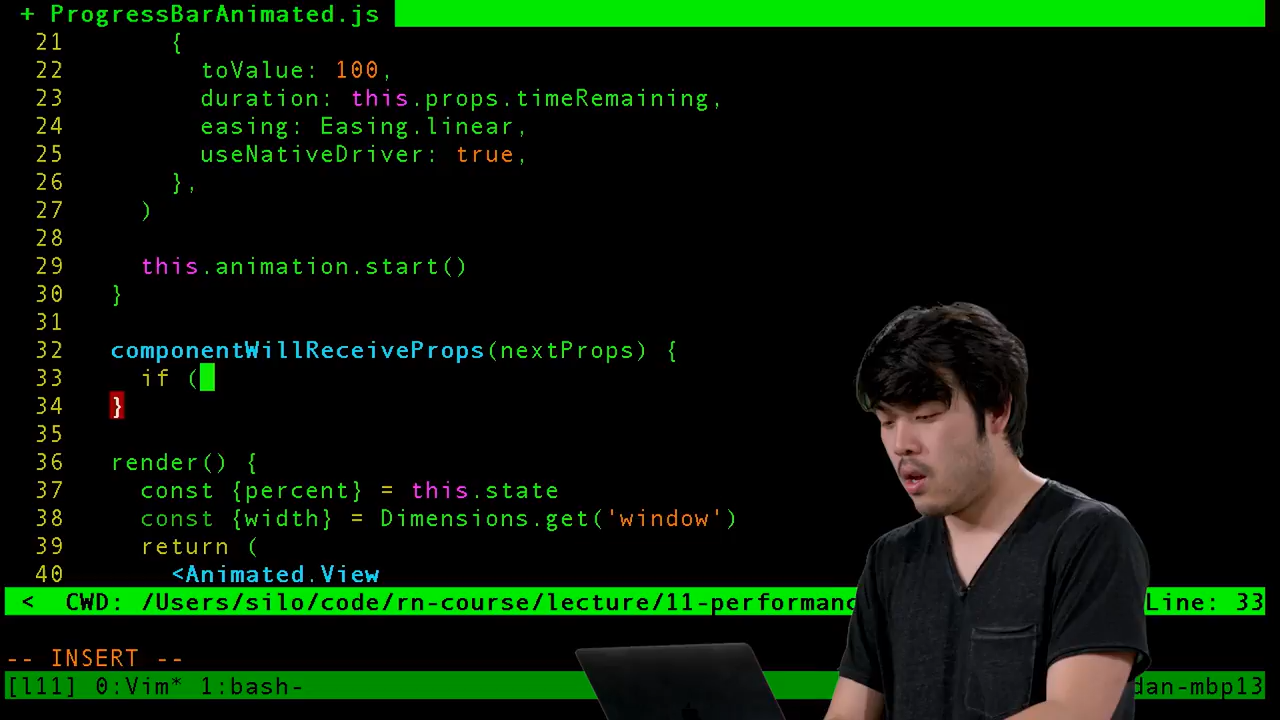 + ProgressBarAnimated.js
21 {
22 toValue: 100,
23 duration: this.props.timeRemaining,
24 easing: Easing.linear,
25 useNativeDriver: true,
26 },
27 )
28
29 this.animation.start()
30 }
31
32 componentWillReceiveProps(nextProps) {
33 if (
34 }
35
36 render() {
37 const {percent} = this.state
38 const {width} = Dimensions.get('window')
39 return (
40 <Animated.View
< CWD: /Users/silo/code/rn-course/lecture/11-performanc Line: 33
-- INSERT --
[l11] 0:Vim* 1:bash- dan-mbp13